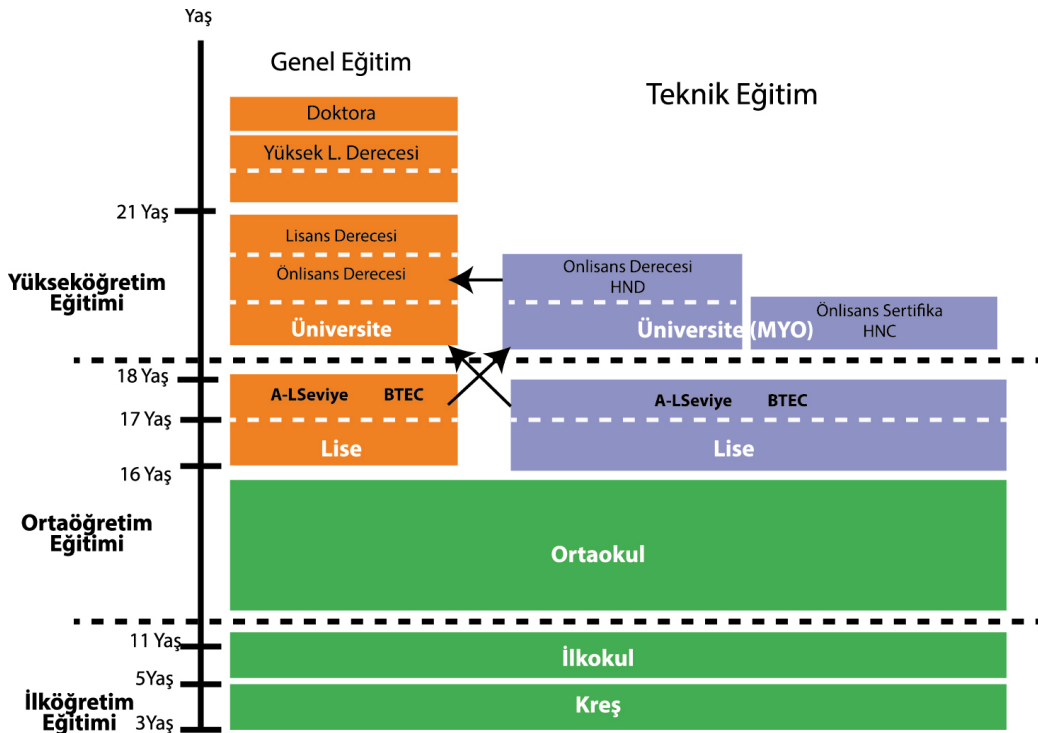 Yaş
Genel Eğitim
Teknik Eğitim
Doktora
Yüksek L. Derecesi
21 Yaş
Lisans Derecesi
Önlisans Derecesi
Üniversite
Yükseköğretim
Eğitimi
Onlisans Derecesi
HND
Üniversite (MYO)
Önlisans Sertifika
HNC
18 Yaş
17 Yaş
16 Yaş
A-LSeviye BTEC
Lise
A-LSeviye BTEC
Lise
Ortaöğretim
Eğitimi
Ortaokul
11 Yaş
İlkokul
5Yaş
Kreş
İlköğretim
Eğitimi
3Yaş